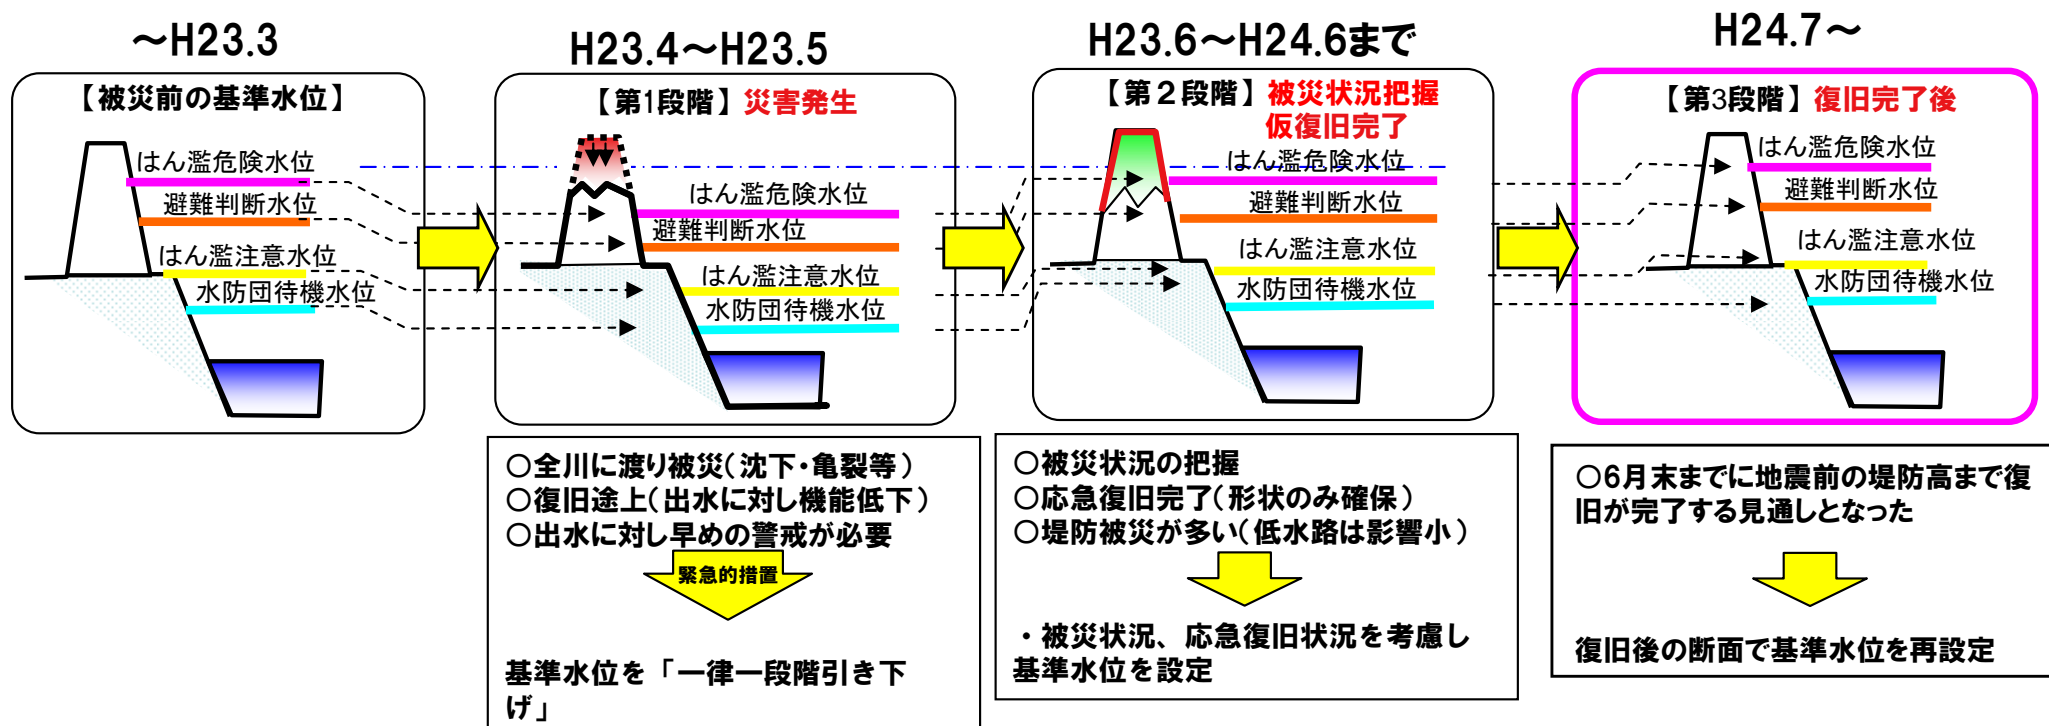 ～H23.3
【被災前の基準水位】
はん濫危険水位
避難判断水位
はん濫注意水位
水防団待機水位
H23.4～H23.5
【第1段階】災害発生
はん濫危険水位
避難判断水位
はん濫注意水位
水防団待機水位
○全川に渡り被災（沈下・亀裂等）
○復旧途上（出水に対し機能低下）
○出水に対し早めの警戒が必要
緊急的措置
基準水位を「一律一段階引き下
げ」
H23.6～H24.6まで
【第２段階】被災状況把握
仮復旧完了
はん濫危険水位
避難判断水位
はん濫注意水位
水防団待機水位
○被災状況の把握
○応急復旧完了（形状のみ確保）
○堤防被災が多い（低水路は影響小）
・被災状況、応急復旧状況を考慮し
基準水位を設定
H24.7～
【第3段階】復旧完了後
はん濫危険水位
避難判断水位
はん濫注意水位
水防団待機水位
○6月末までに地震前の堤防高まで復
旧が完了する見通しとなった
復旧後の断面で基準水位を再設定